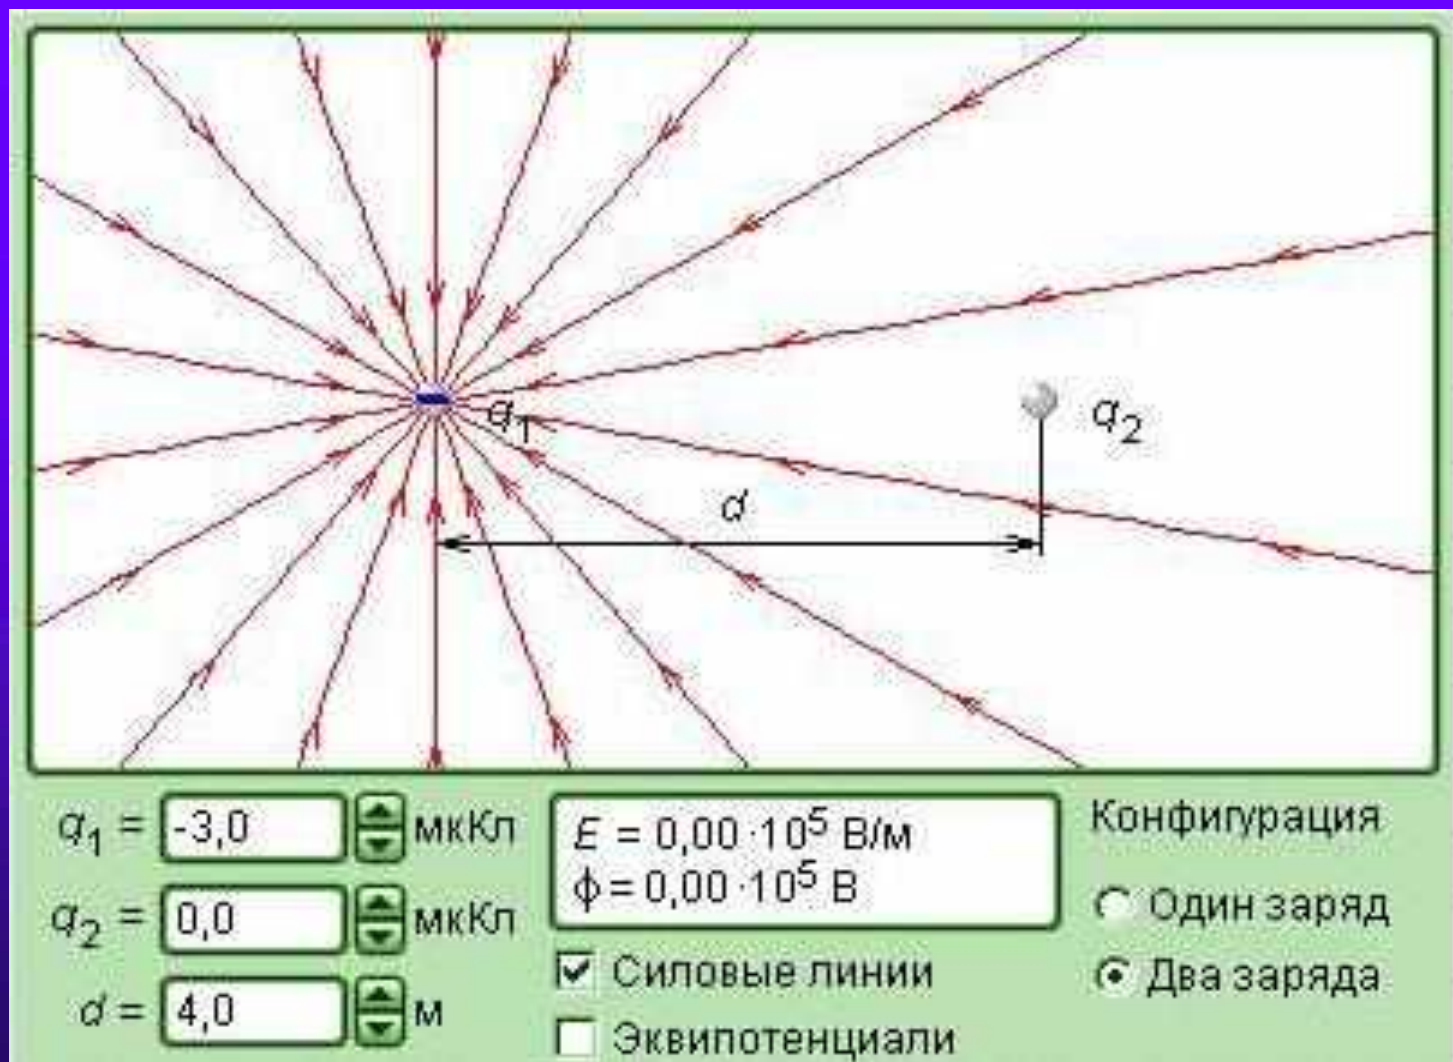 q₁
q₂
d
q₁ = -3,0 мкКл
q₂ = 0,0 мкКл
d = 4,0 м
E = 0,00 · 10⁵ В/м
ϕ = 0,00 · 10⁵ В
Силовые линии
Эквипотенциали
Конфигурация
Один заряд
Два заряда